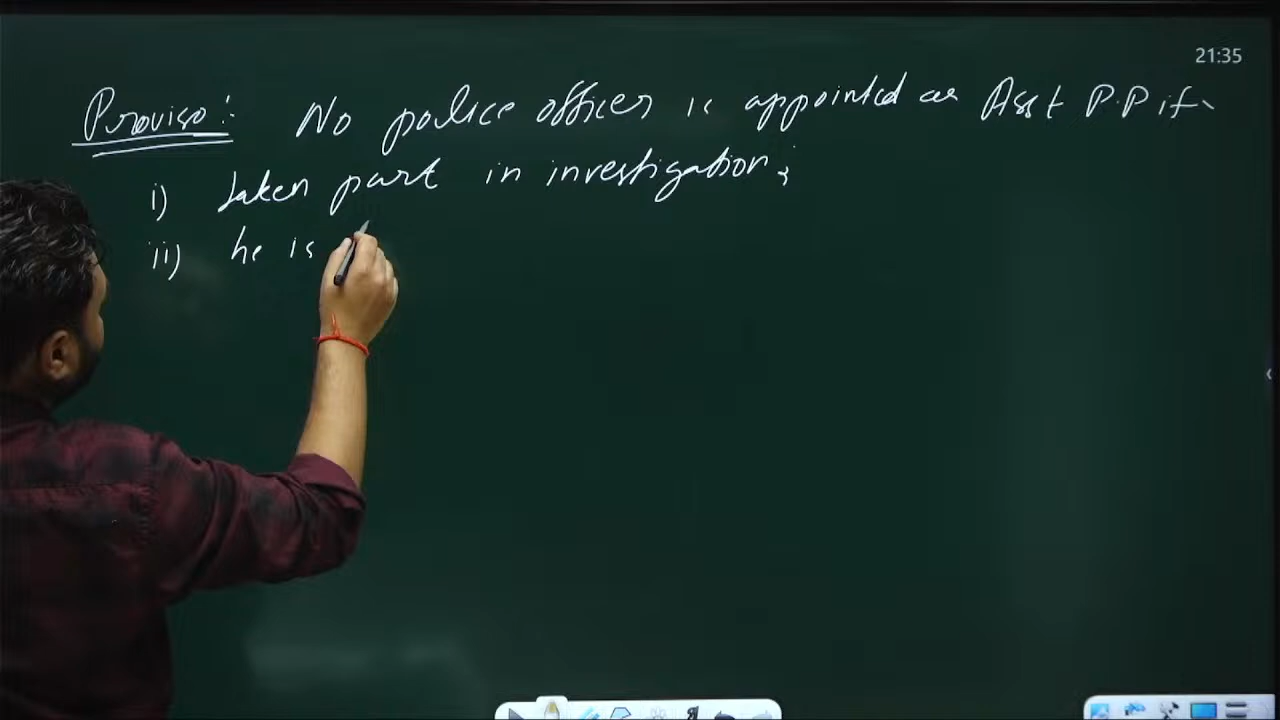 21:35
Proviso:- No police officer is appointed as Asst P.P if
i) taken part in investigation;
ii) he is